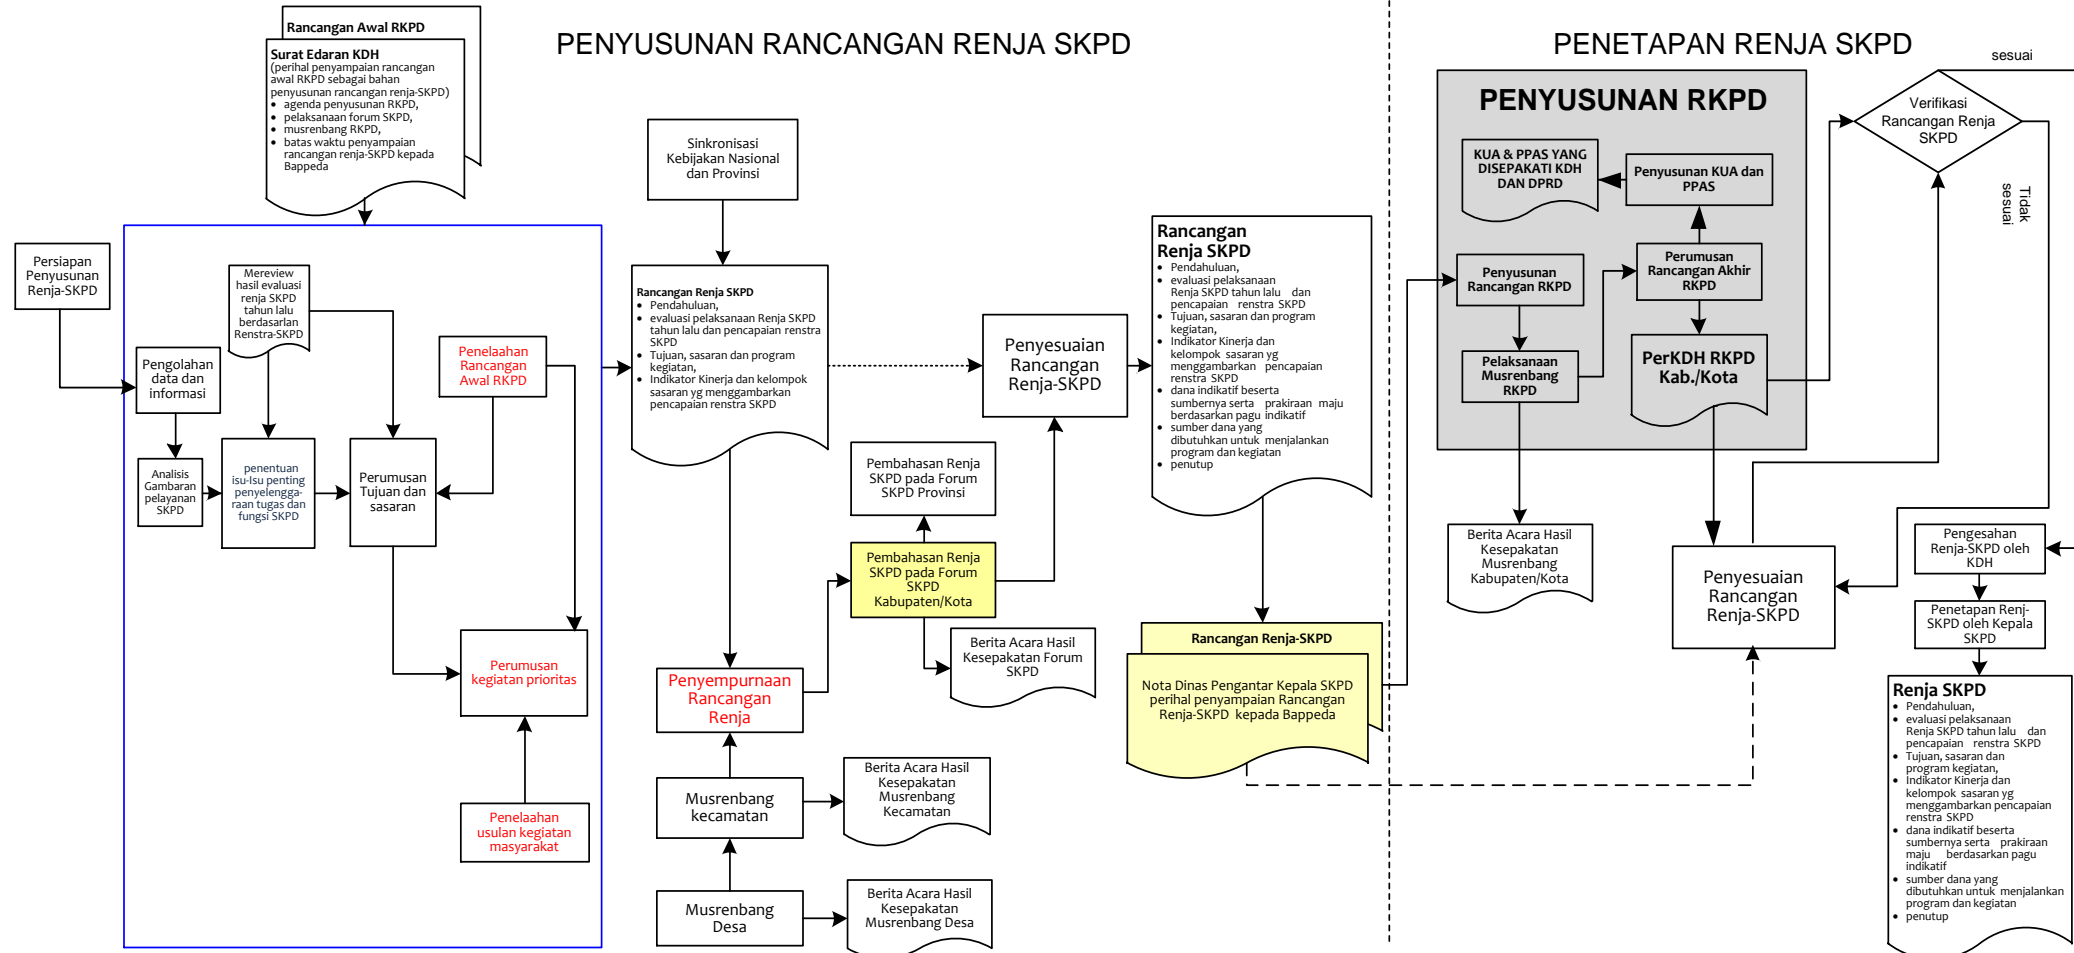 PENYUSUNAN RANCANGAN RENJA SKPD
PENETAPAN RENJA SKPD
Rancangan Awal RKPD
Surat Edaran KDH
(perihal penyampaian rancangan
awal RKPD sebagai bahan
penyusunan rancangan renja-SKPD)
• agenda penyusunan RKPD,
• pelaksanaan forum SKPD,
• musrenbang RKPD,
• batas waktu penyampaian
rancangan renja-SKPD kepada
Bappeda
Persiapan
Penyusunan
Renja-SKPD
Mereview
hasil evaluasi
renja SKPD
tahun lalu
berdasarlan
Renstra-SKPD
Pengolahan
data dan
informasi
Penelaahan
Rancangan
Awal RKPD
Analisis
Gambaran
pelayanan
SKPD
penentuan
isu-Isu penting
penyelengga-
raan tugas dan
fungsi SKPD
Perumusan
Tujuan dan
sasaran
Perumusan
kegiatan prioritas
Penelaahan
usulan kegiatan
masyarakat
Sinkronisasi
Kebijakan Nasional
dan Provinsi
Rancangan Renja SKPD
• Pendahuluan,
• evaluasi pelaksanaan Renja SKPD
tahun lalu dan pencapaian renstra
SKPD
• Tujuan, sasaran dan program
kegiatan,
• Indikator Kinerja dan kelompok
sasaran yg menggambarkan
pencapaian renstra SKPD
Penyempurnaan
Rancangan
Renja
Musrenbang
kecamatan
Musrenbang
Desa
Berita Acara Hasil
Kesepakatan
Musrenbang
Kecamatan
Berita Acara Hasil
Kesepakatan
Musrenbang Desa
Pembahasan Renja
SKPD pada Forum
SKPD Provinsi
Pembahasan Renja
SKPD pada Forum
SKPD
Kabupaten/Kota
Berita Acara Hasil
Kesepakatan Forum
SKPD
Penyesuaian
Rancangan
Renja-SKPD
Rancangan
Renja SKPD
• Pendahuluan,
• evaluasi pelaksanaan
Renja SKPD tahun lalu dan
pencapaian renstra SKPD
• Tujuan, sasaran dan program
kegiatan,
• Indikator Kinerja dan
kelompok sasaran yg
menggambarkan pencapaian
renstra SKPD
• dana indikatif beserta
sumbernya serta prakiraan maju
berdasarkan pagu indikatif
• sumber dana yang
dibutuhkan untuk menjalankan
program dan kegiatan
• penutup
Rancangan Renja-SKPD
Nota Dinas Pengantar Kepala SKPD
perihal penyampaian Rancangan
Renja-SKPD kepada Bappeda
PENYUSUNAN RKPD
KUA & PPAS YANG
DISEPAKATI KDH
DAN DPRD
Penyusunan KUA dan
PPAS
Penyusunan
Rancangan RKPD
Perumusan
Rancangan Akhir
RKPD
Pelaksanaan
Musrenbang
RKPD
PerKDH RKPD
Kab./Kota
Berita Acara Hasil
Kesepakatan
Musrenbang
Kabupaten/Kota
Penyesuaian
Rancangan
Renja-SKPD
Verifikasi
Rancangan Renja
SKPD
sesuai
Tidak
sesuai
Pengesahan
Renja-SKPD oleh
KDH
Penetapan Renj-
SKPD oleh Kepala
SKPD
Renja SKPD
• Pendahuluan,
• evaluasi pelaksanaan
Renja SKPD tahun lalu dan
pencapaian renstra SKPD
• Tujuan, sasaran dan
program kegiatan,
• Indikator Kinerja dan
kelompok sasaran yg
menggambarkan pencapaian
renstra SKPD
• dana indikatif beserta
sumbernya serta prakiraan
maju berdasarkan pagu
indikatif
• sumber dana yang
dibutuhkan untuk menjalankan
program dan kegiatan
• penutup